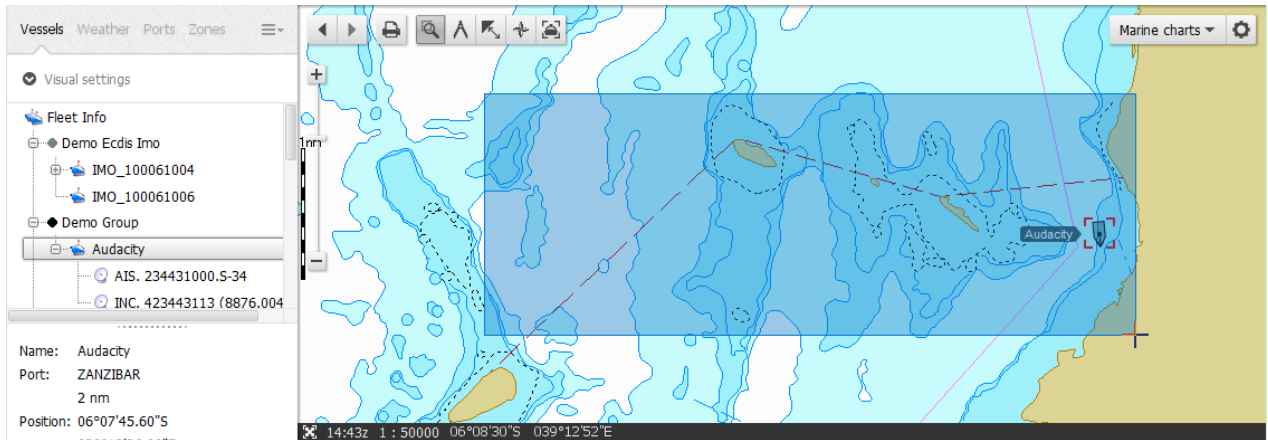 Vessels Weather Ports Zones
Visual settings
Fleet Info
Demo Ecdis Imo
IMO_100061004
IMO_100061006
Demo Group
Audacity
AIS. 234431000.S-34
INC. 423443113 (8876.004
Name: Audacity
Port: ZANZIBAR
2 nm
Position: 06°07'45.60"S
Marine charts
1nm
Audacity
14:43z 1 : 50000 06°08'30"S 039°12'52"E